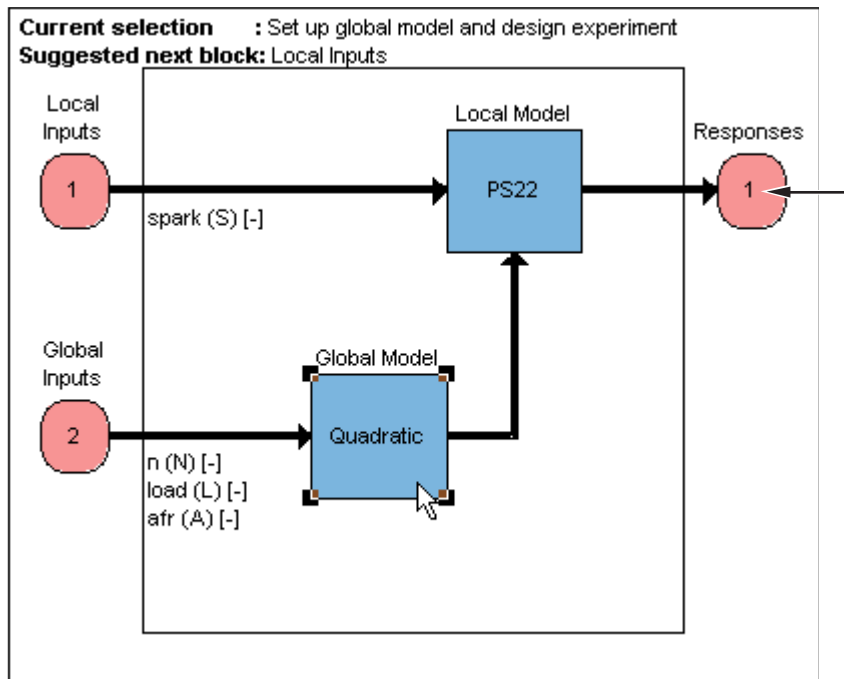 Current selection : Set up global model and design experiment
Suggested next block: Local Inputs
Local
Inputs
1
spark (S) [-]
Local Model
PS22
Responses
1
Global
Inputs
2
n (N) [-]
load (L) [-]
afr (A) [-]
Global Model
Quadratic